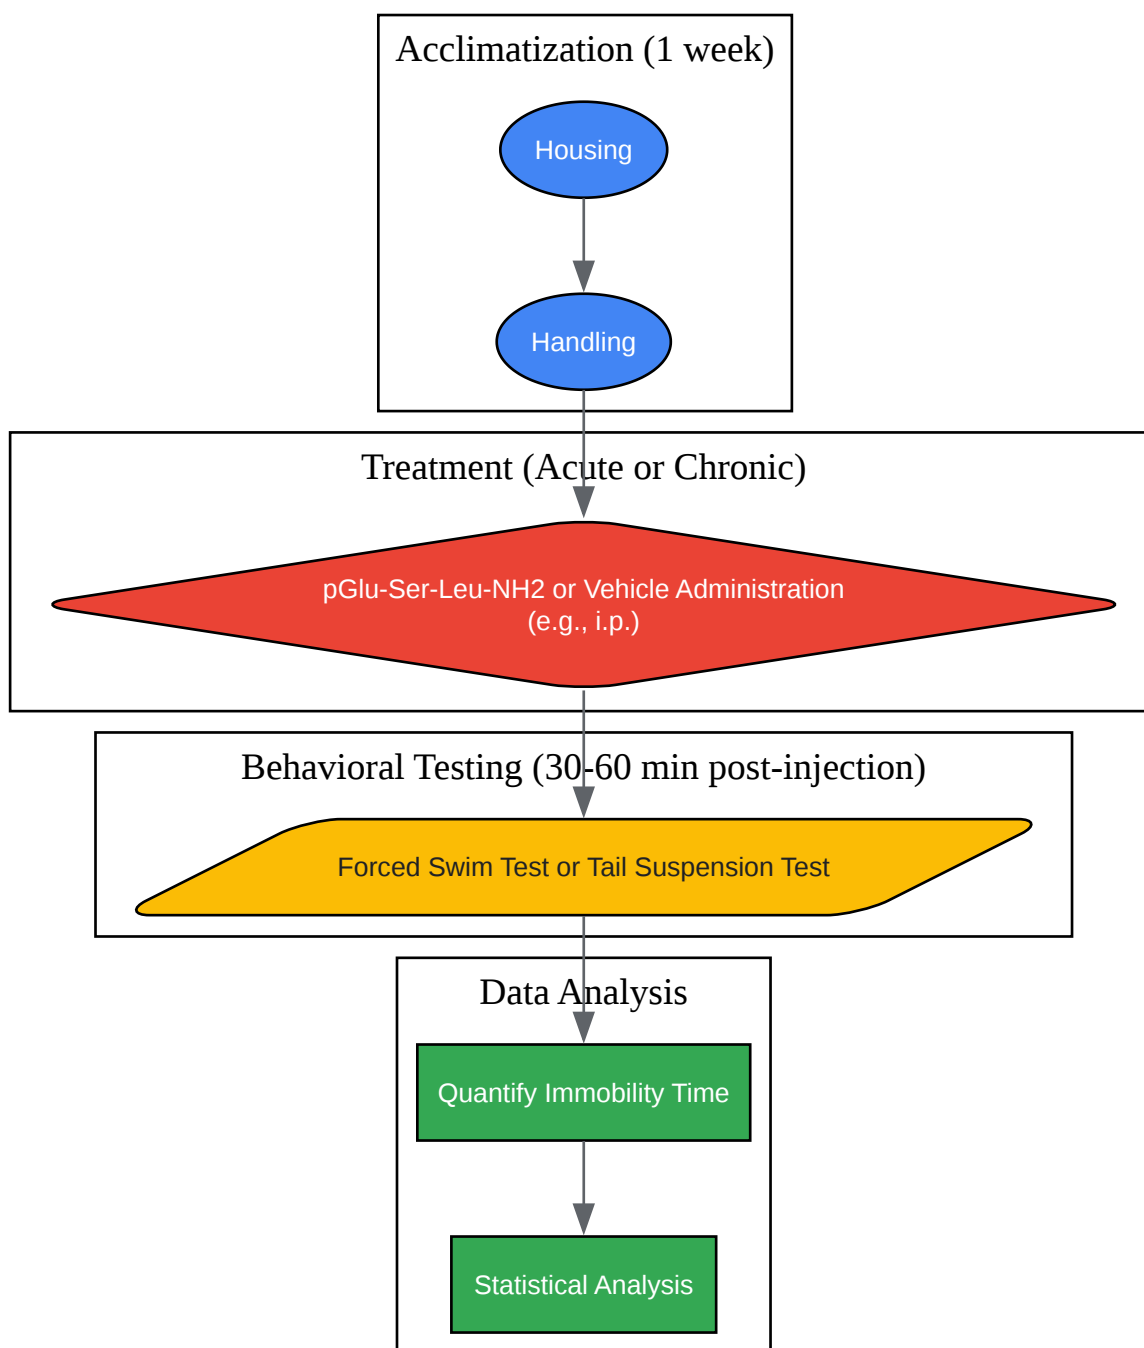 Acclimatization (1 week)
Housing
Handling
Treatment (Acute or Chronic)
pGlu-Ser-Leu-NH2 or Vehicle Administration
(e.g., i.p.)
Behavioral Testing (30-60 min post-injection)
Forced Swim Test or Tail Suspension Test
Data Analysis
Quantify Immobility Time
Statistical Analysis